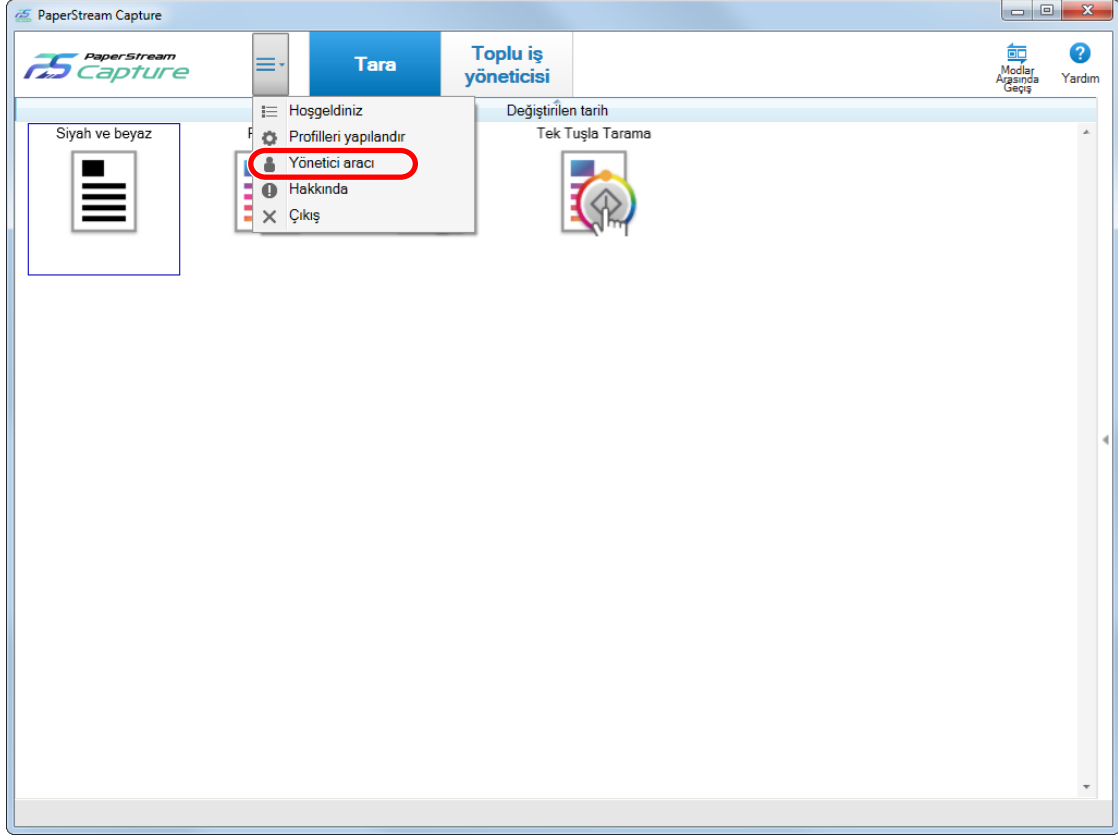 PaperStream Capture
PaperStream
Capture
Tara
Toplu iş
yöneticisi
Modlar
Arasında
Geçiş
Yardım
Değiştirilen tarih
Hoşgeldiniz
Profilleri yapılandır
Yönetici aracı
Hakkında
Çıkış
Siyah ve beyaz
Tek Tuşla Tarama